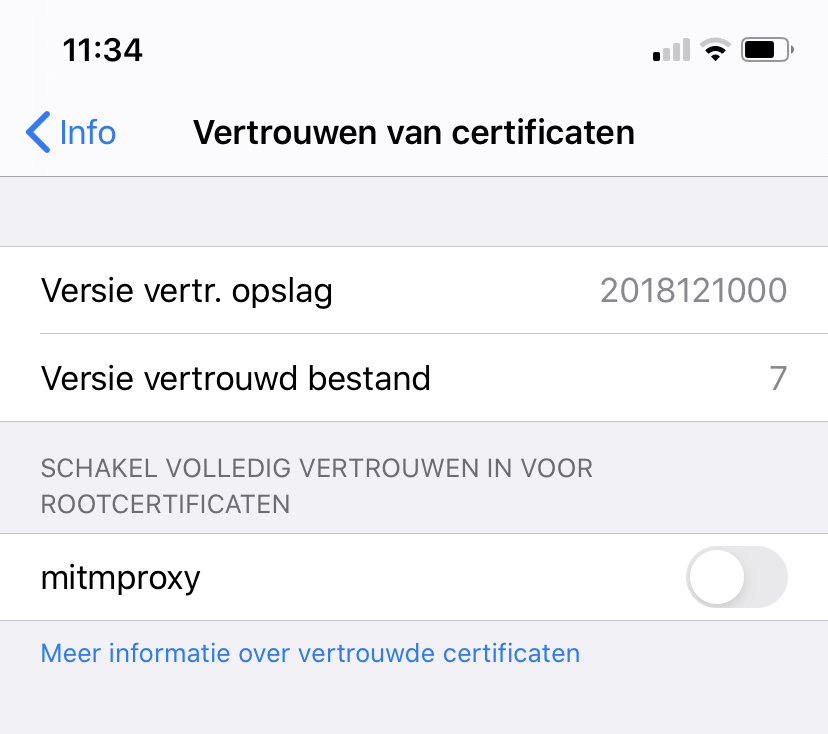 11:34
Info
Vertrouwen van certificaten
Versie vertr. opslag 2018121000
Versie vertrouwd bestand 7
SCHAKEL VOLLEDIG VERTROUWEN IN VOOR
ROOTCERTIFICATEN
mitmproxy
Meer informatie over vertrouwde certificaten